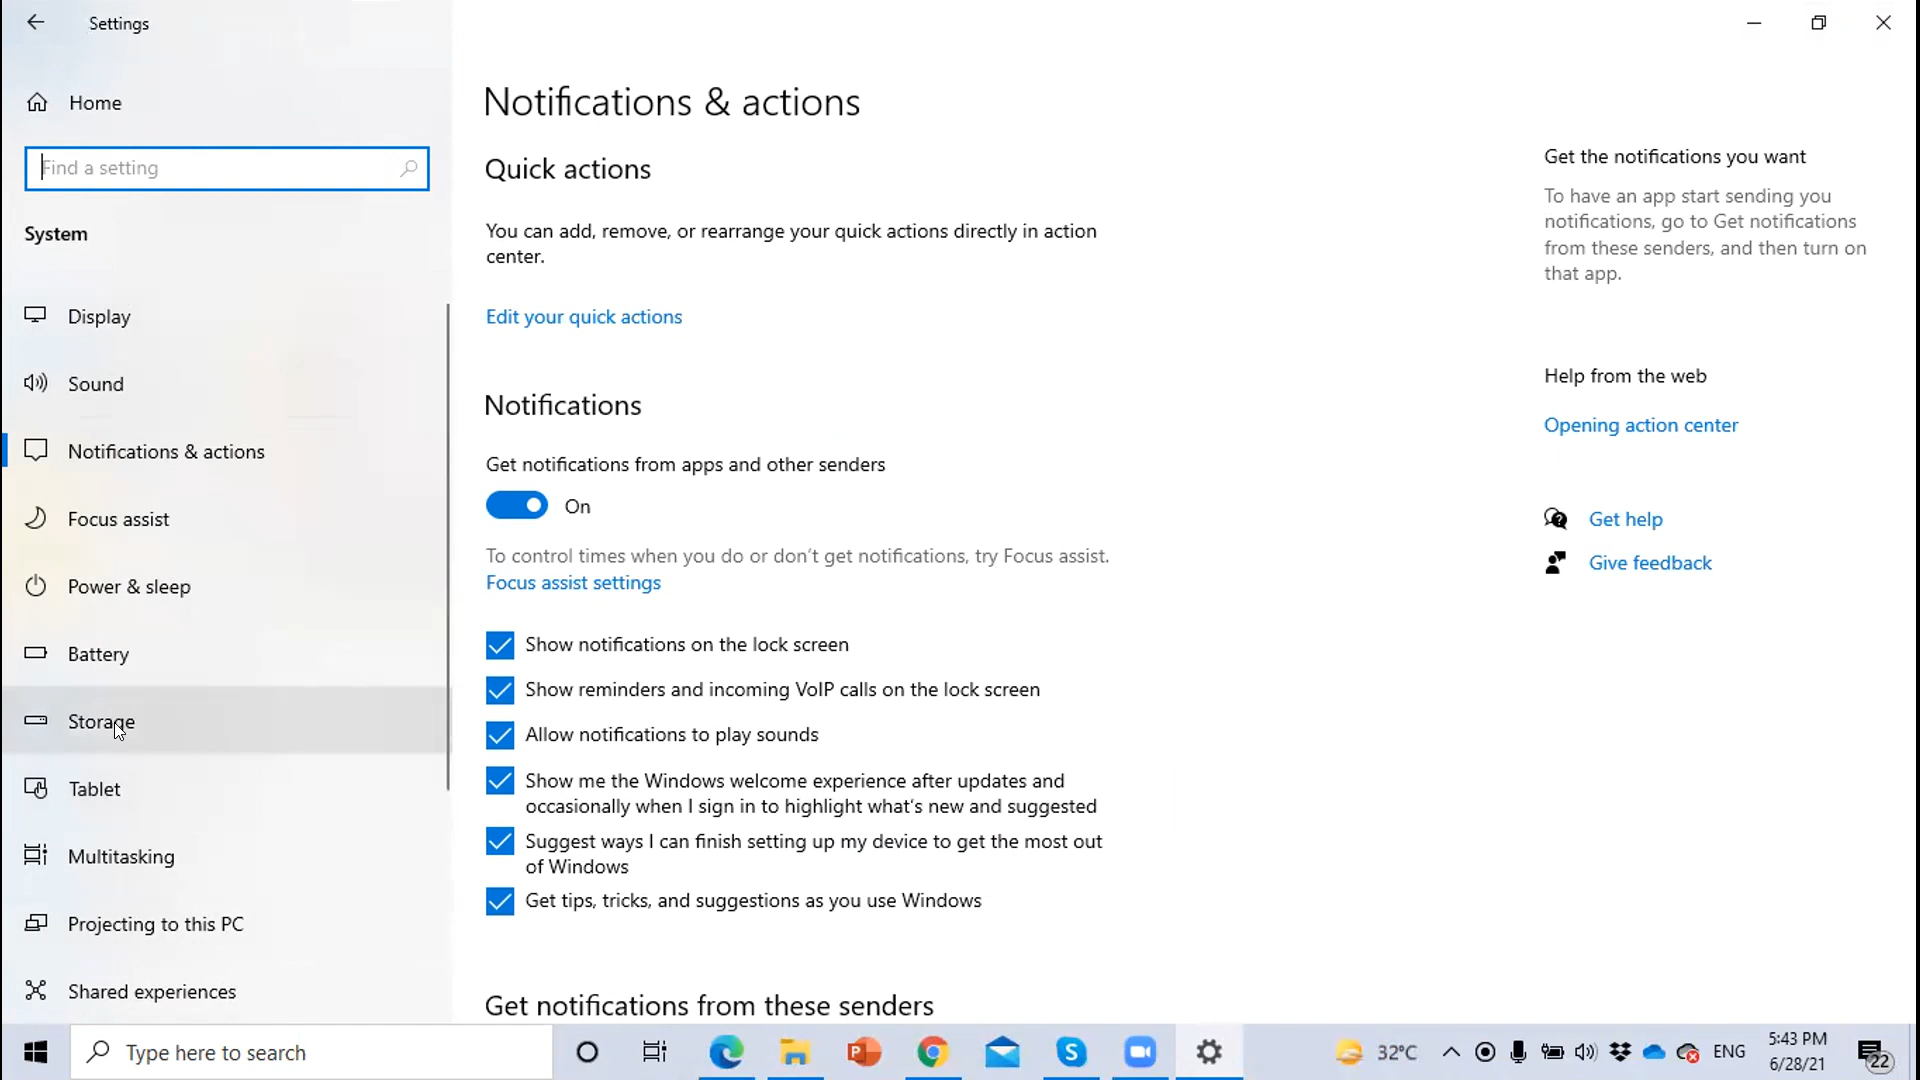 Settings
Home
Find a setting
System
Display
Sound
Notifications & actions
Focus assist
Power & sleep
Battery
Storage
Tablet
Multitasking
Projecting to this PC
Shared experiences
Notifications & actions
Quick actions
You can add, remove, or rearrange your quick actions directly in action
center.
Edit your quick actions
Notifications
Get notifications from apps and other senders
On
To control times when you do or don't get notifications, try Focus assist.
Focus assist settings
Show notifications on the lock screen
Show reminders and incoming VoIP calls on the lock screen
Allow notifications to play sounds
Show me the Windows welcome experience after updates and
occasionally when I sign in to highlight what's new and suggested
Suggest ways I can finish setting up my device to get the most out
of Windows
Get tips, tricks, and suggestions as you use Windows
Get notifications from these senders
Get the notifications you want
To have an app start sending you
notifications, go to Get notifications
from these senders, and then turn on
that app.
Help from the web
Opening action center
Get help
Give feedback
Type here to search
32°C
ENG
5:43 PM
6/28/21
22